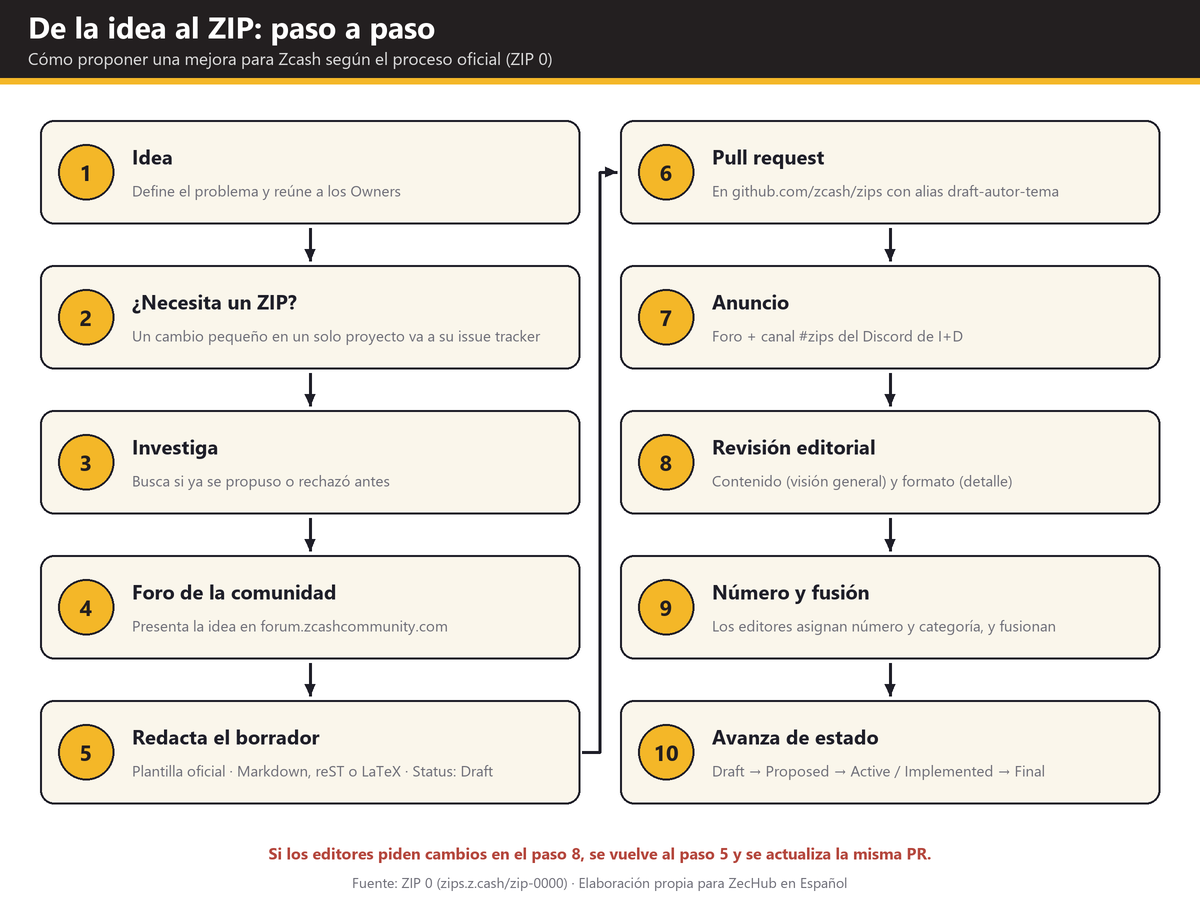 De la idea al ZIP: paso a paso
Cómo proponer una mejora para Zcash según el proceso oficial (ZIP 0)
1
Idea
Define el problema y reúne a los Owners
2
¿Necesita un ZIP?
Un cambio pequeño en un solo proyecto va a su issue tracker
3
Investiga
Busca si ya se propuso o rechazó antes
4
Foro de la comunidad
Presenta la idea en forum.zcashcommunity.com
5
Redacta el borrador
Plantilla oficial · Markdown, reST o LaTeX · Status: Draft
6
Pull request
En github.com/zcash/zips con alias draft-autor-tema
7
Anuncio
Foro + canal #zips del Discord de I+D
8
Revisión editorial
Contenido (visión general) y formato (detalle)
9
Número y fusión
Los editores asignan número y categoría, y fusionan
10
Avanza de estado
Draft → Proposed → Active / Implemented → Final
Si los editores piden cambios en el paso 8, se vuelve al paso 5 y se actualiza la misma PR.
Fuente: ZIP 0 (zips.z.cash/zip-0000) · Elaboración propia para ZecHub en Español